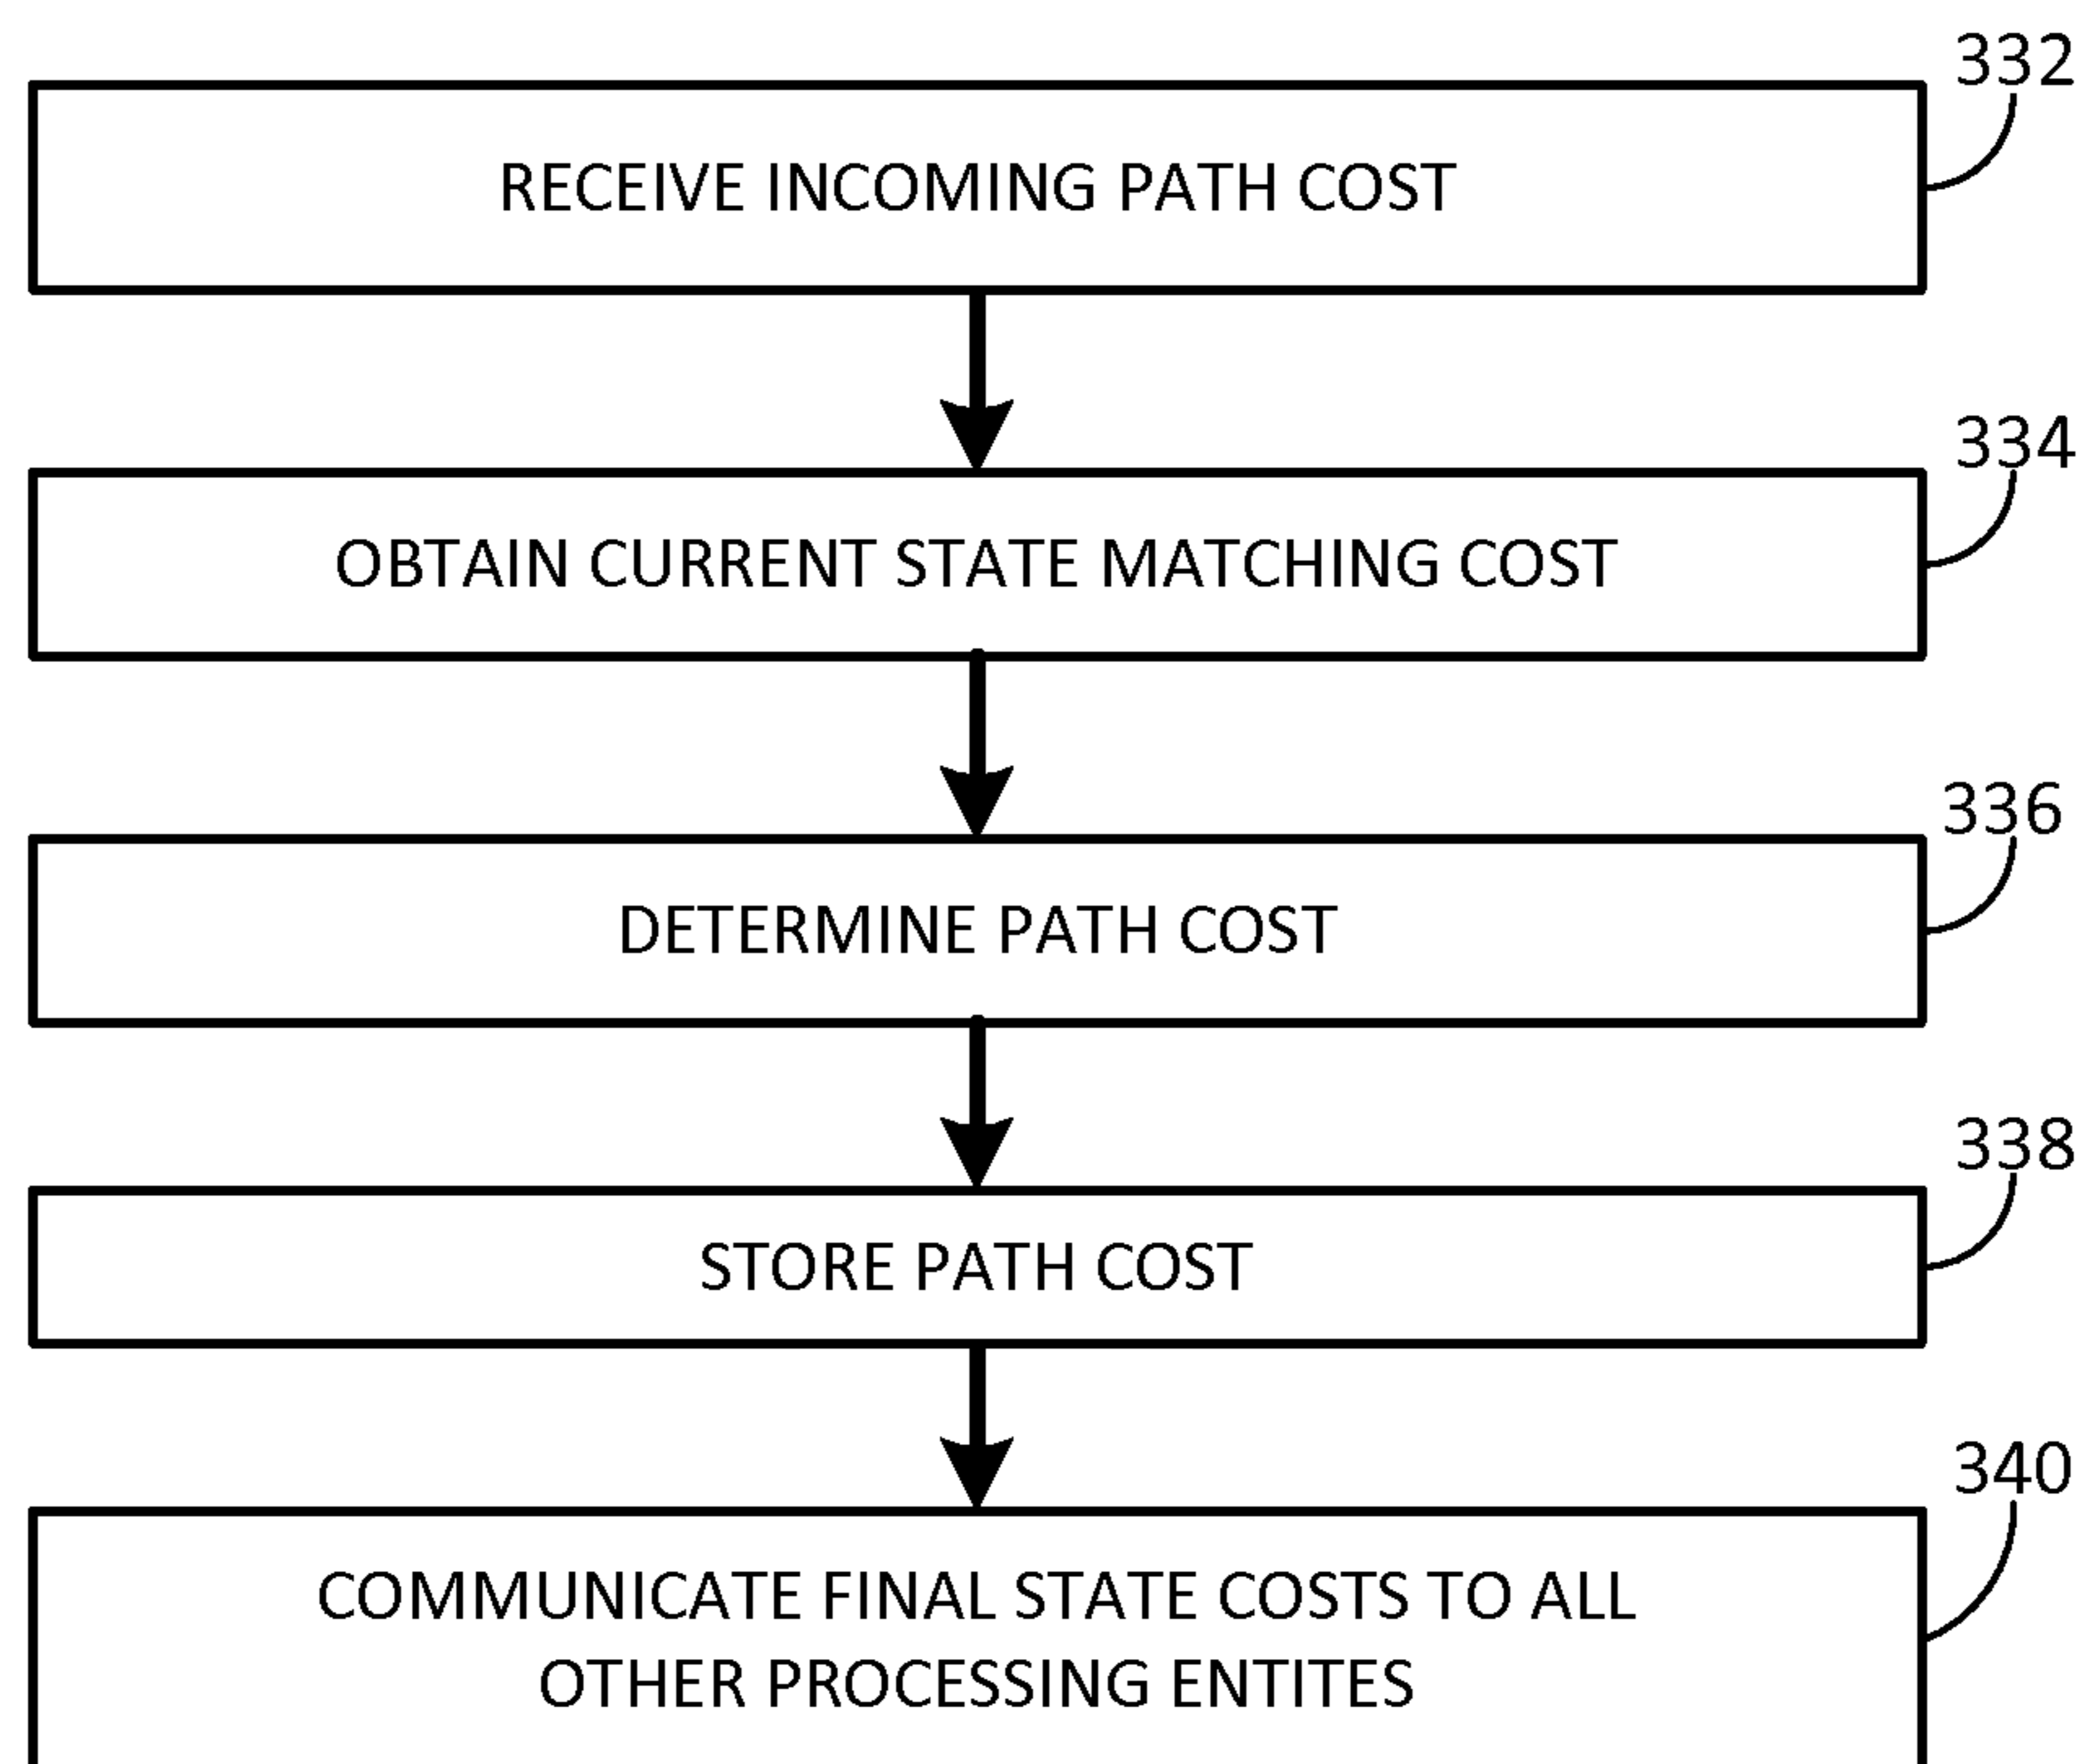 332
RECEIVE INCOMING PATH COST
334
OBTAIN CURRENT STATE MATCHING COST
336
DETERMINE PATH COST
338
STORE PATH COST
340
COMMUNICATE FINAL STATE COSTS TO ALL
OTHER PROCESSING ENTITES